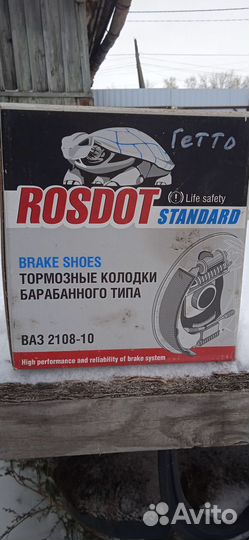 Гетто
ROSDOT
Life safety
STANDARD
BRAKE SHOES
ТОРМОЗНЫЕ КОЛОДКИ
БАРАБАННОГО ТИПА
ВАЗ 2108-10
High performance and reliability of brake system
Avito